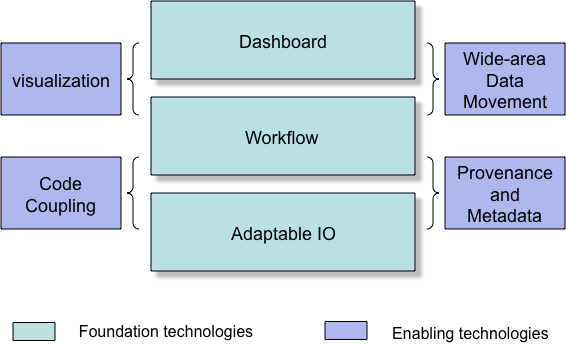 Dashboard
visualization
Wide-area
Data
Movement
Workflow
Code
Coupling
Provenance
and
Metadata
Adaptable IO
Foundation technologies
Enabling technologies